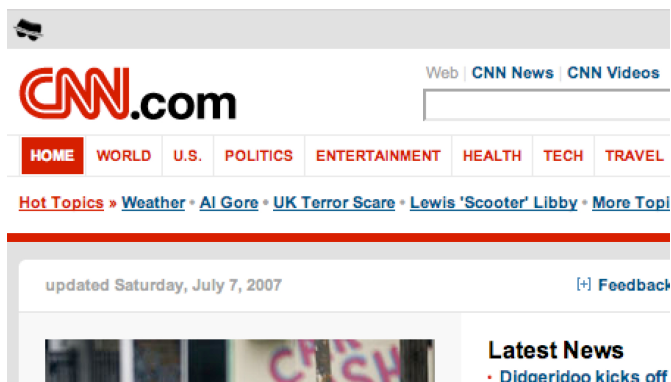 Web | CNN News | CNN Videos
CNN.com
HOME WORLD U.S. POLITICS ENTERTAINMENT HEALTH TECH TRAVEL
Hot Topics » Weather • Al Gore • UK Terror Scare • Lewis 'Scooter' Libby • More Topi
updated Saturday, July 7, 2007 [+] Feedback
Latest News
• Didgeridoo kicks off